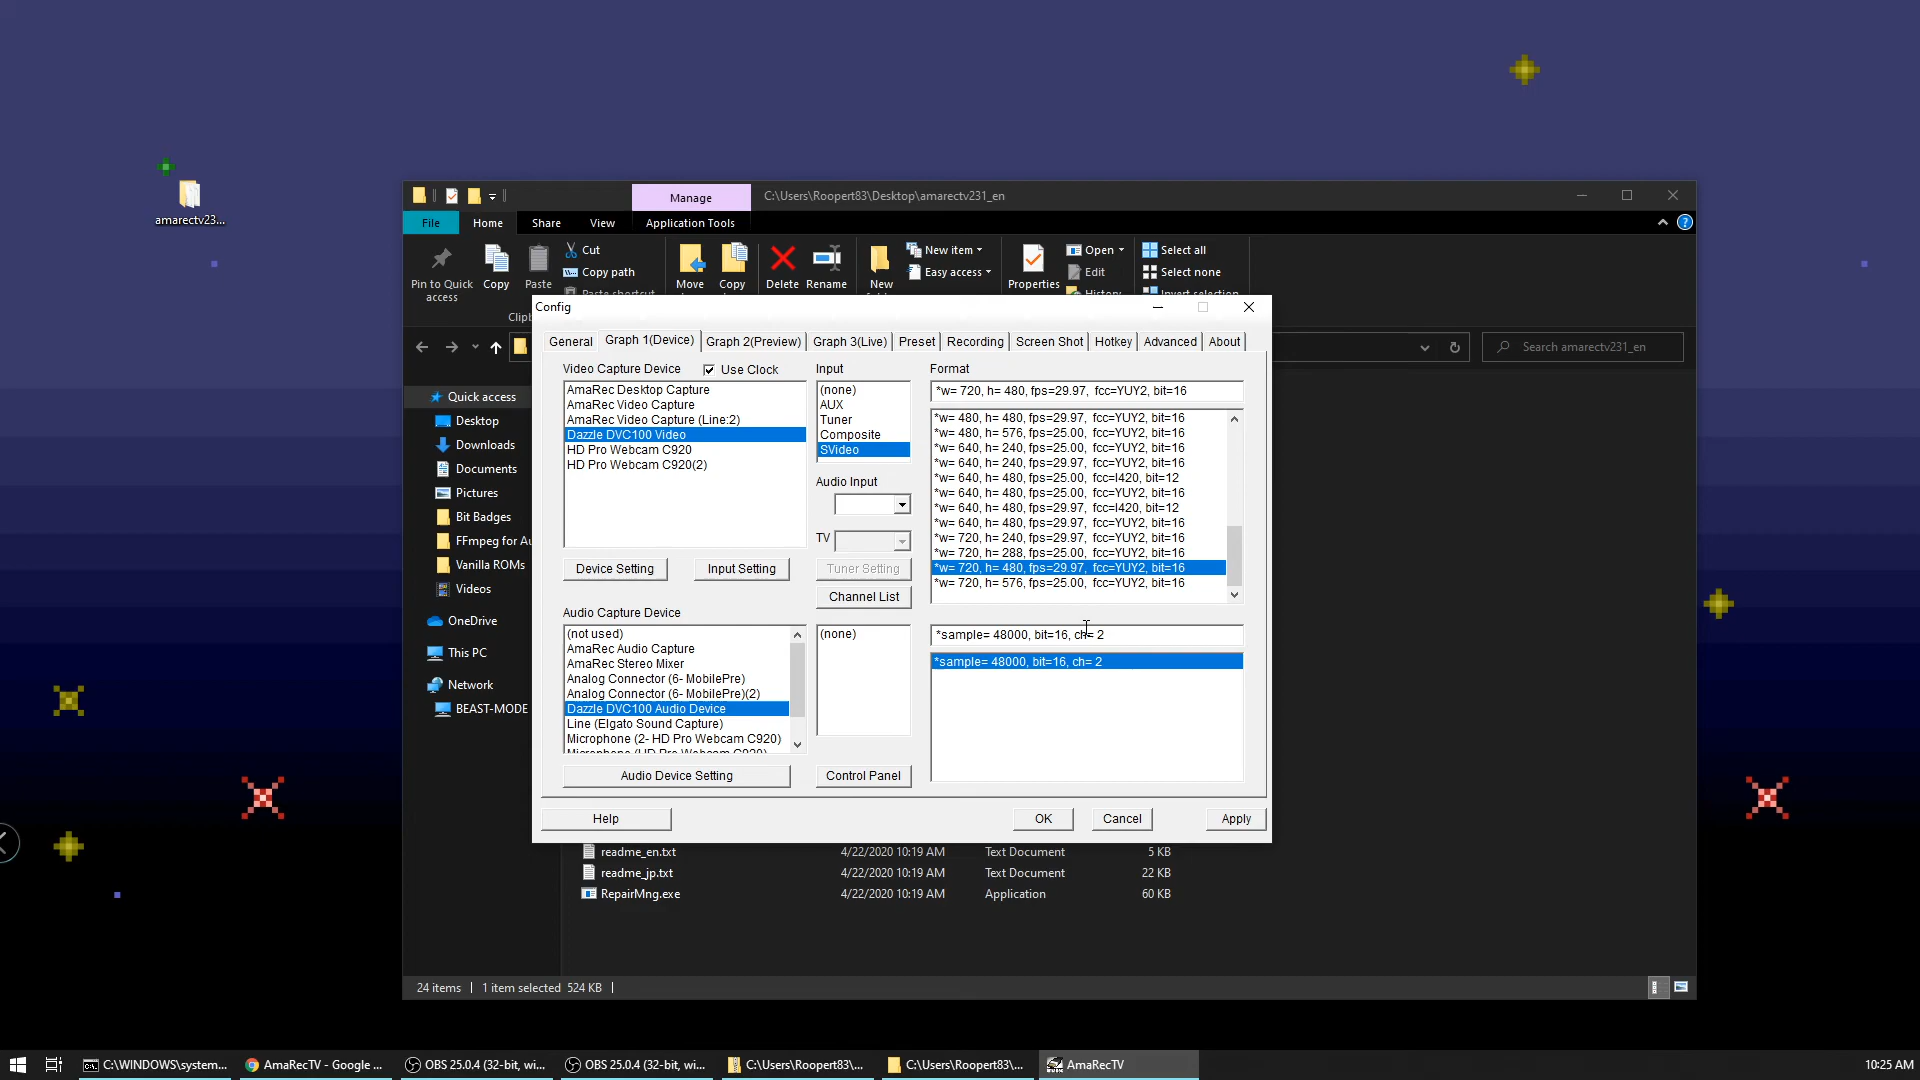 amarectv23...
Manage
C:\Users\Roopert83\Desktop\amarectv231_en
File
Home
Share
View
Application Tools
Pin to Quick access
Copy
Paste
Cut
Copy path
Paste shortcut
Move
Copy
Delete
Rename
New
New item
Easy access
Properties
Open
Edit
History
Select all
Select none
Invert selection
Clipb
Search amarectv231_en
Quick access
Desktop
Downloads
Documents
Pictures
Bit Badges
FFmpeg for Au
Vanilla ROMs
Videos
OneDrive
This PC
Network
BEAST-MODE
Config
General
Graph 1(Device)
Graph 2(Preview)
Graph 3(Live)
Preset
Recording
Screen Shot
Hotkey
Advanced
About
Video Capture Device
Use Clock
AmaRec Desktop Capture
AmaRec Video Capture
AmaRec Video Capture (Line:2)
Dazzle DVC100 Video
HD Pro Webcam C920
HD Pro Webcam C920(2)
Device Setting
Input Setting
Input
(none)
AUX
Tuner
Composite
SVideo
Audio Input
TV
Tuner Setting
Channel List
Format
*w= 720, h= 480, fps=29.97, fcc=YUY2, bit=16
*w= 480, h= 480, fps=29.97, fcc=YUY2, bit=16
*w= 480, h= 576, fps=25.00, fcc=YUY2, bit=16
*w= 640, h= 240, fps=25.00, fcc=YUY2, bit=16
*w= 640, h= 240, fps=29.97, fcc=YUY2, bit=16
*w= 640, h= 480, fps=25.00, fcc=I420, bit=12
*w= 640, h= 480, fps=25.00, fcc=YUY2, bit=16
*w= 640, h= 480, fps=29.97, fcc=I420, bit=12
*w= 640, h= 480, fps=29.97, fcc=YUY2, bit=16
*w= 720, h= 240, fps=29.97, fcc=YUY2, bit=16
*w= 720, h= 288, fps=25.00, fcc=YUY2, bit=16
*w= 720, h= 480, fps=29.97, fcc=YUY2, bit=16
*w= 720, h= 576, fps=25.00, fcc=YUY2, bit=16
Audio Capture Device
(not used)
AmaRec Audio Capture
AmaRec Stereo Mixer
Analog Connector (6- MobilePre)
Analog Connector (6- MobilePre)(2)
Dazzle DVC100 Audio Device
Line (Elgato Sound Capture)
Microphone (2- HD Pro Webcam C920)
Microphone (HD Pro Webcam C920)
(none)
*sample= 48000, bit=16, ch= 2
*sample= 48000, bit=16, ch= 2
Audio Device Setting
Control Panel
Help
OK
Cancel
Apply
readme_en.txt 4/22/2020 10:19 AM Text Document 5 KB
readme_jp.txt 4/22/2020 10:19 AM Text Document 22 KB
RepairMng.exe 4/22/2020 10:19 AM Application 60 KB
24 items
1 item selected 524 KB
C:\WINDOWS\system...
AmaRecTV - Google ...
OBS 25.0.4 (32-bit, wi...
OBS 25.0.4 (32-bit, wi...
C:\Users\Roopert83\...
C:\Users\Roopert83\...
AmaRecTV
10:25 AM